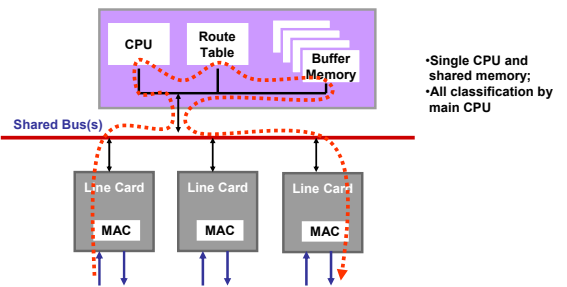 CPU
Route
Table
Buffer
Memory
•Single CPU and
shared memory;
•All classification by
main CPU
Shared Bus(s)
Line Card
Line Card
Line Card
MAC
MAC
MAC